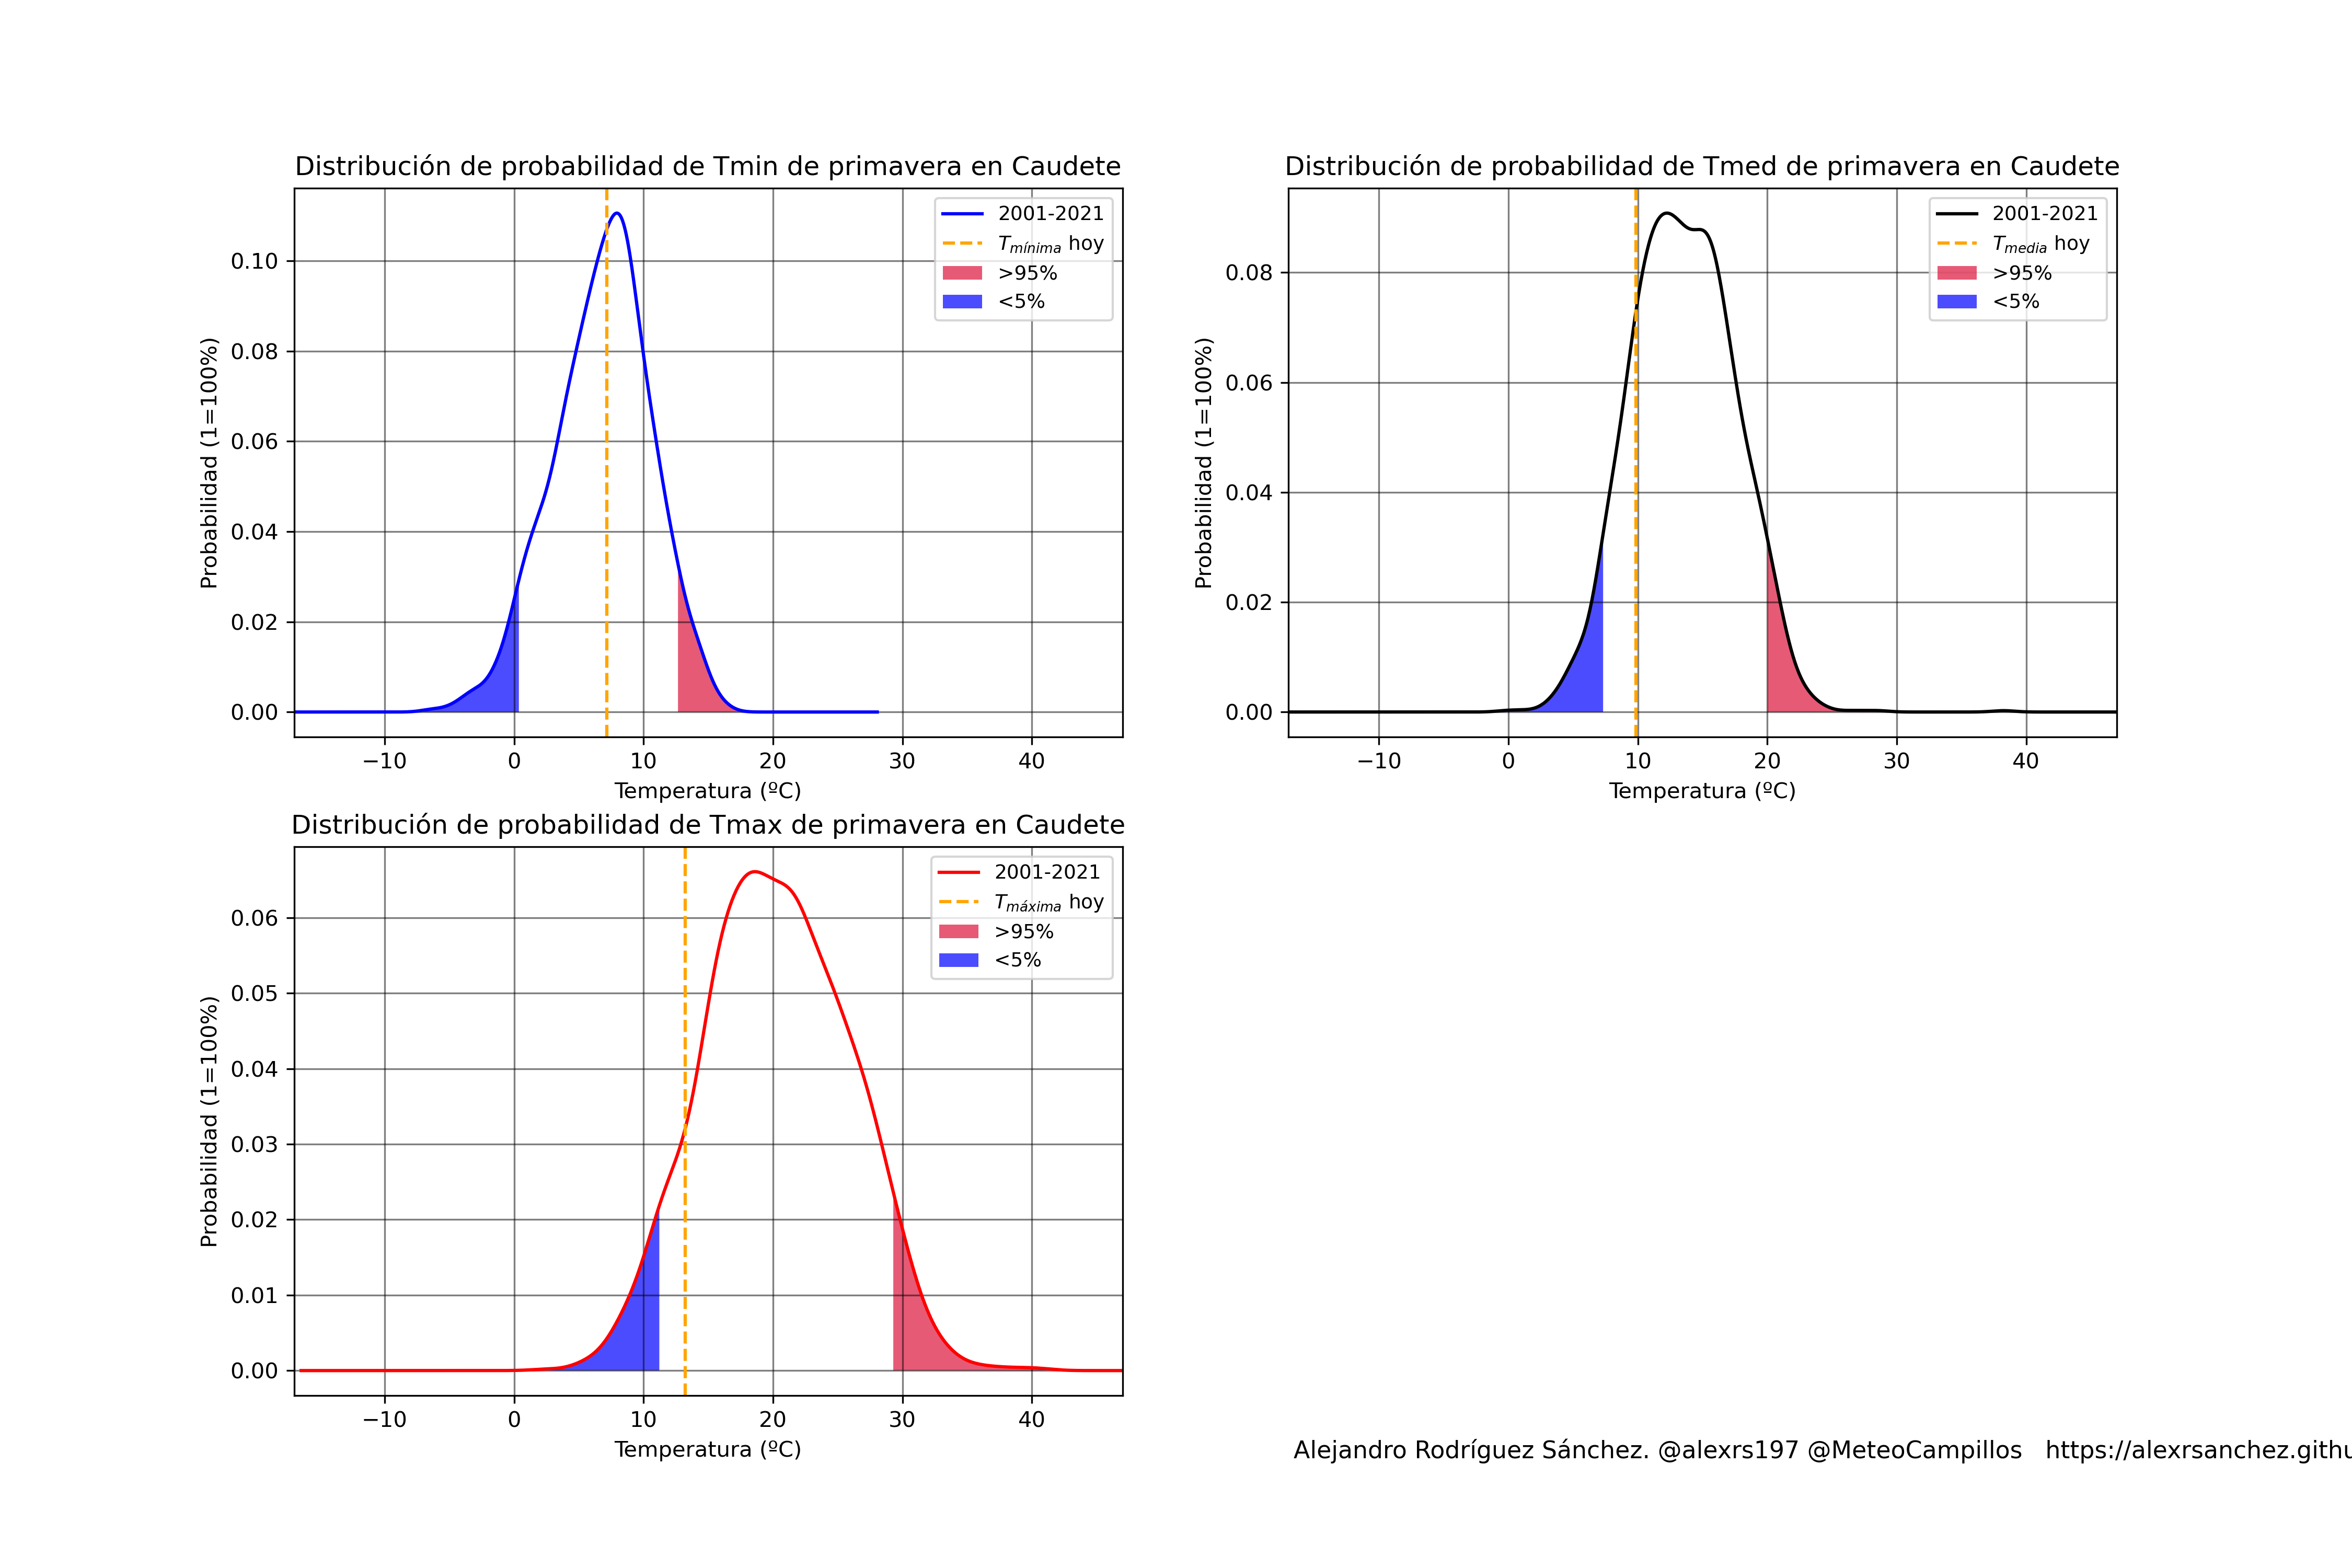 Distribución de probabilidad de Tmin de primavera en Caudete
Probabilidad (1=100%)
0.10
0.08
0.06
0.04
0.02
0.00
−10 0 10 20 30 40
Temperatura (ºC)
2001-2021
Tmínima hoy
>95%
<5%
Distribución de probabilidad de Tmed de primavera en Caudete
Probabilidad (1=100%)
0.08
0.06
0.04
0.02
0.00
−10 0 10 20 30 40
Temperatura (ºC)
2001-2021
Tmedia hoy
>95%
<5%
Distribución de probabilidad de Tmax de primavera en Caudete
Probabilidad (1=100%)
0.06
0.05
0.04
0.03
0.02
0.01
0.00
−10 0 10 20 30 40
Temperatura (ºC)
2001-2021
Tmáxima hoy
>95%
<5%
Alejandro Rodríguez Sánchez. @alexrs197 @MeteoCampillos https://alexrsanchez.githu